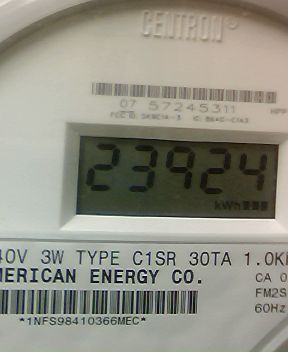 CENTRON®
07 57245311
23924
kWh
40V 3W TYPE C1SR 30TA 1.0K
MERICAN ENERGY CO.
CA 0
FM2S
60Hz
*1NFS98410366MEC*